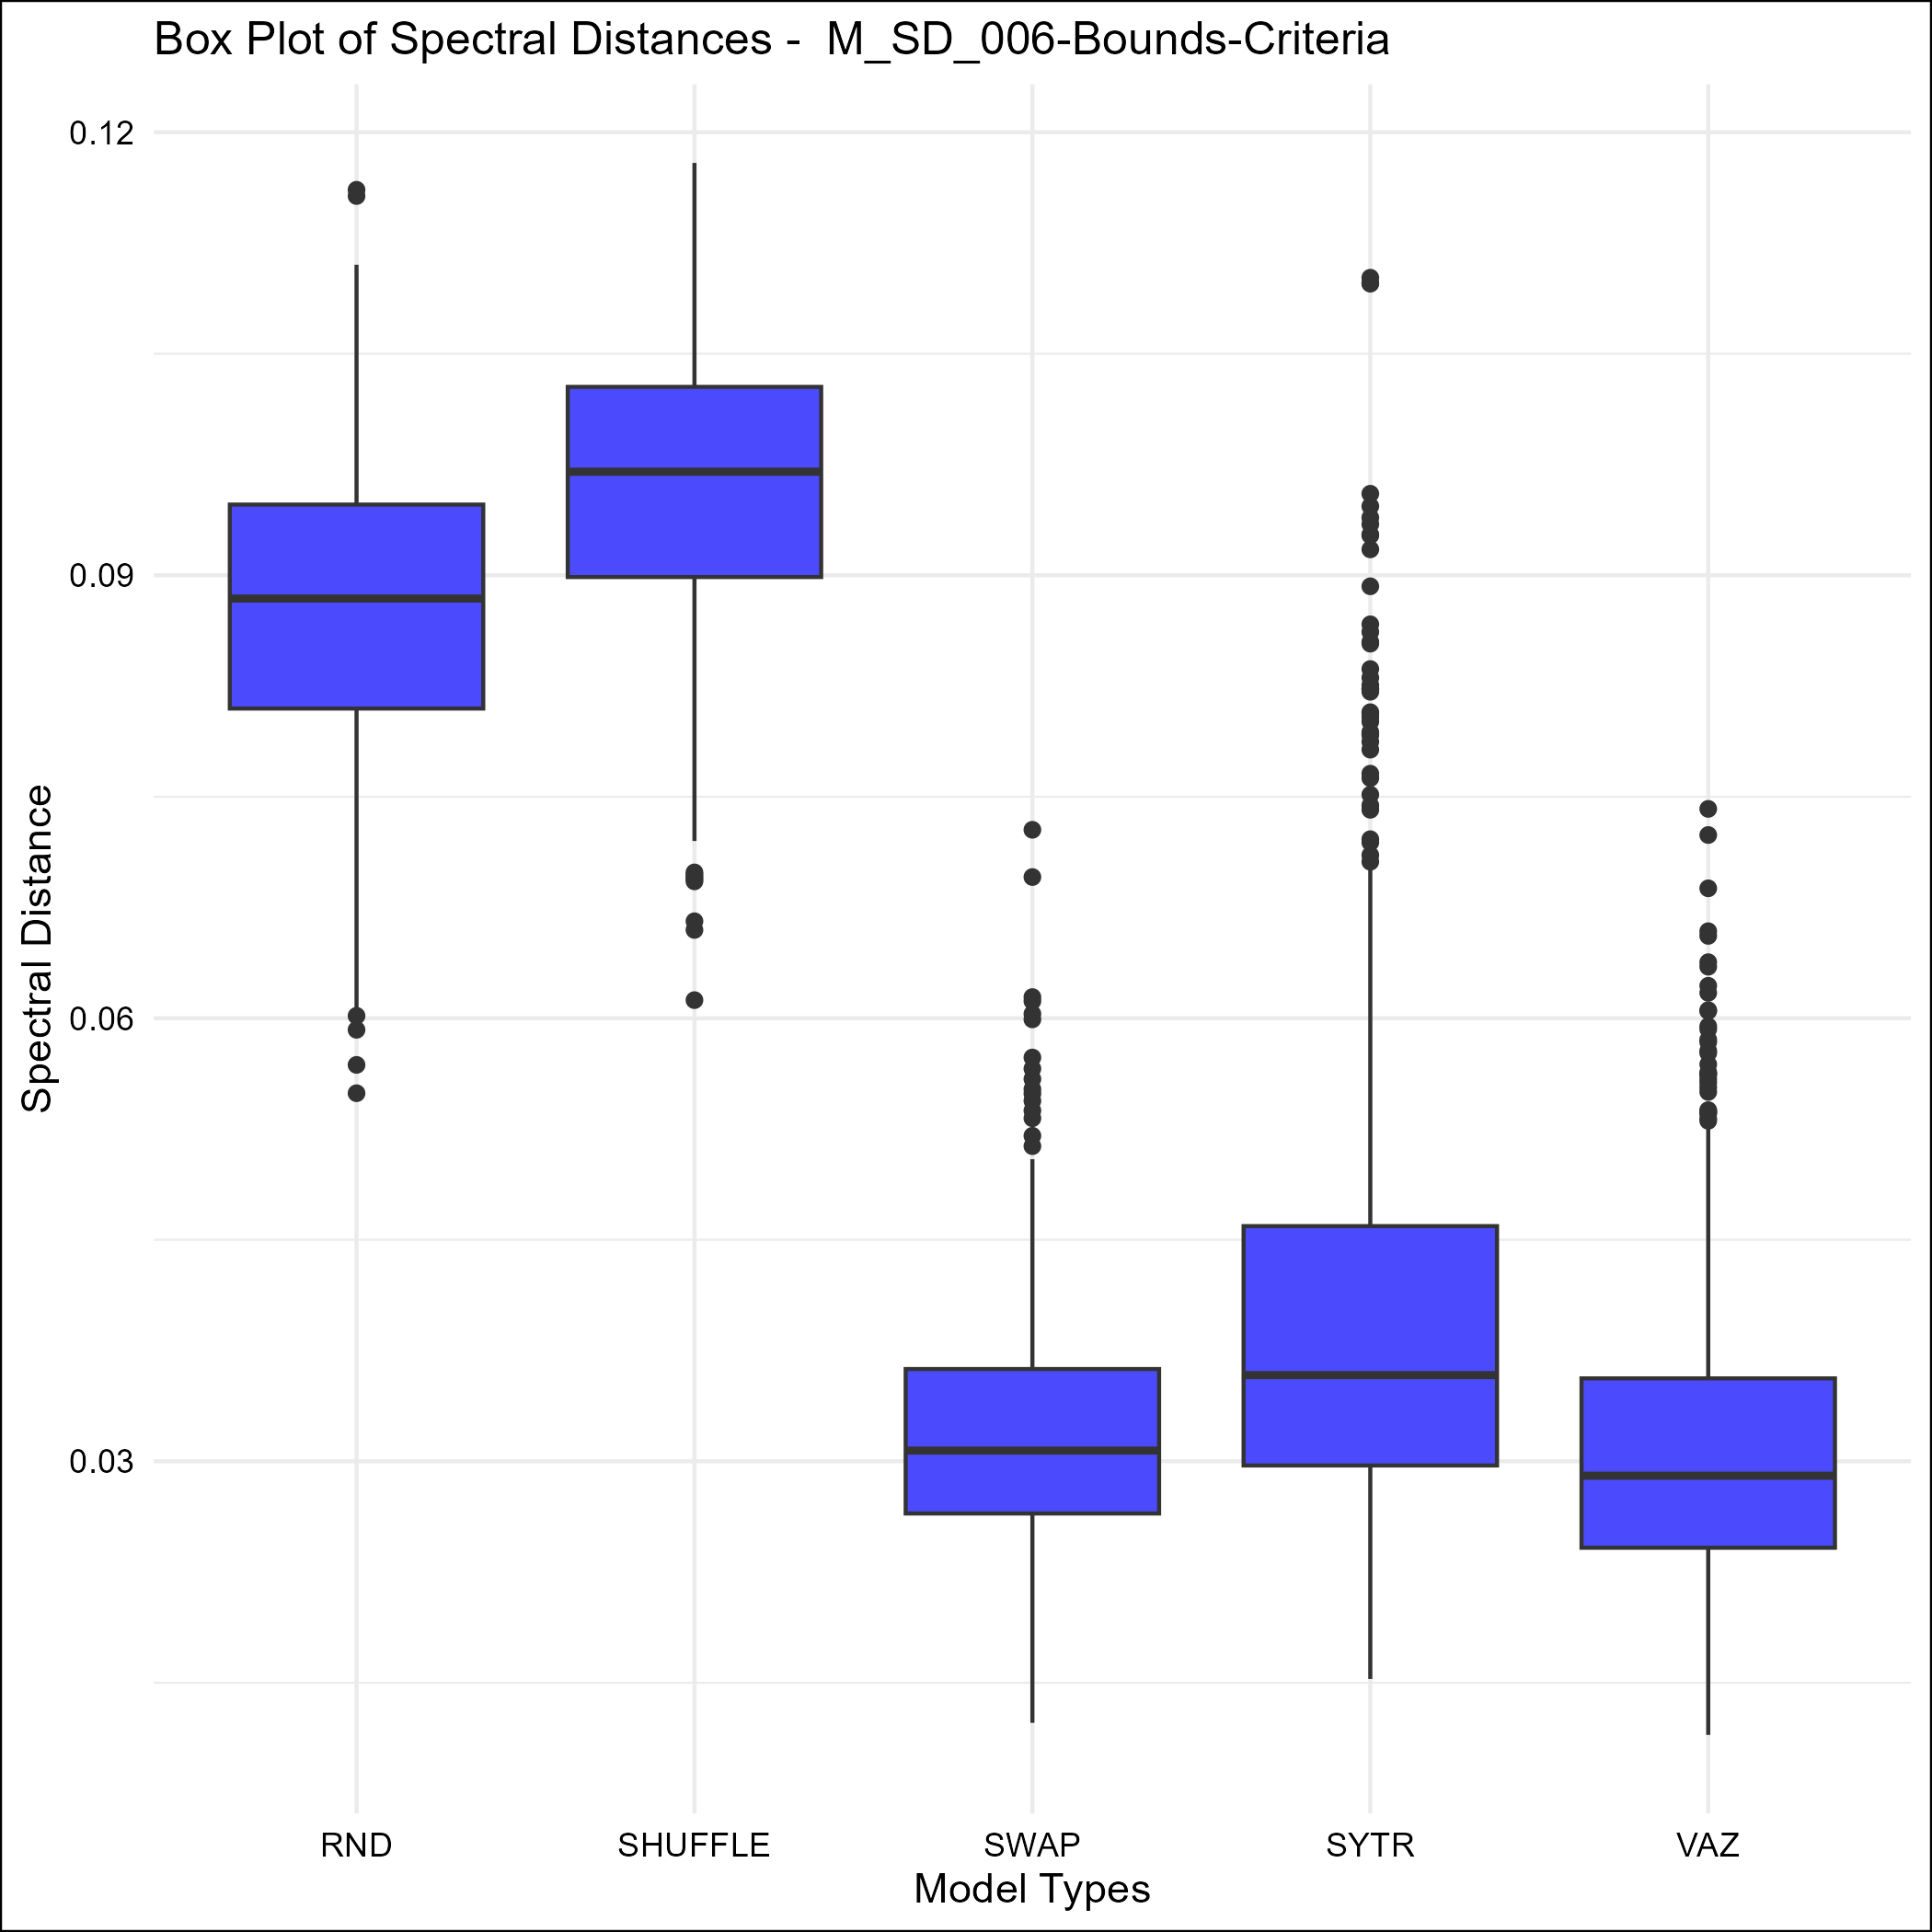 Box Plot of Spectral Distances -  M_SD_006-Bounds-Criteria
0.12
0.09
0.06
0.03
Spectral Distance
RND
SHUFFLE
SWAP
SYTR
VAZ
Model Types